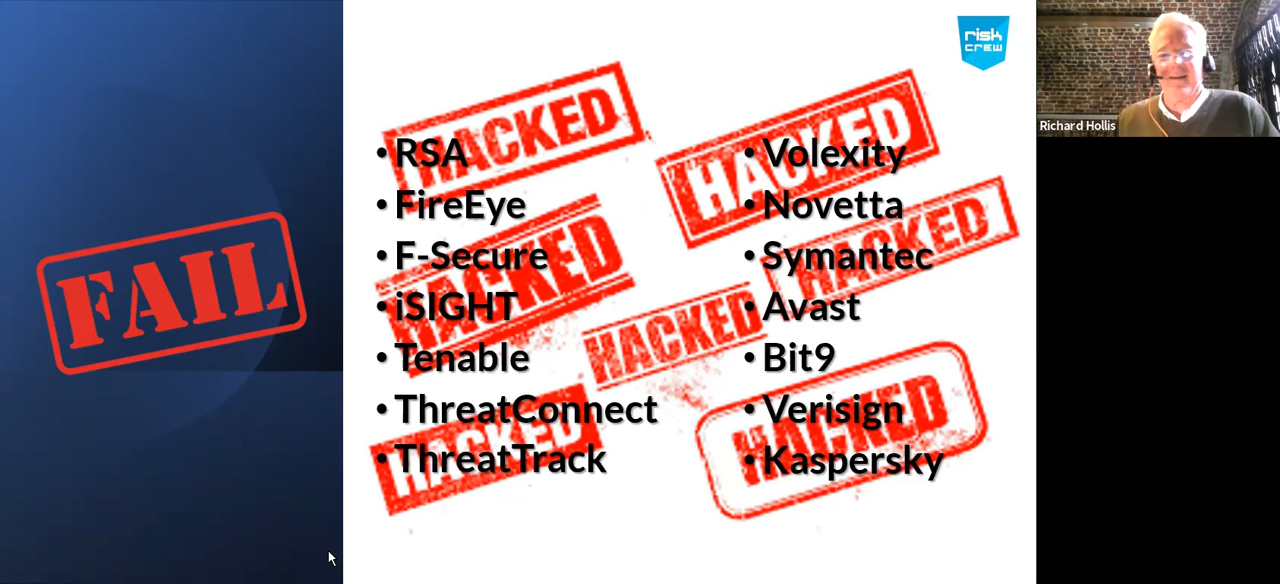 risk
crew
Richard Hollis
FAIL
HACKED
HACKED
HACKED
HACKED
HACKED
HACKED
HACKED
• RSA
• FireEye
• F-Secure
• iSIGHT
• Tenable
• ThreatConnect
• ThreatTrack
• Volexity
• Novetta
• Symantec
• Avast
• Bit9
• Verisign
• Kaspersky